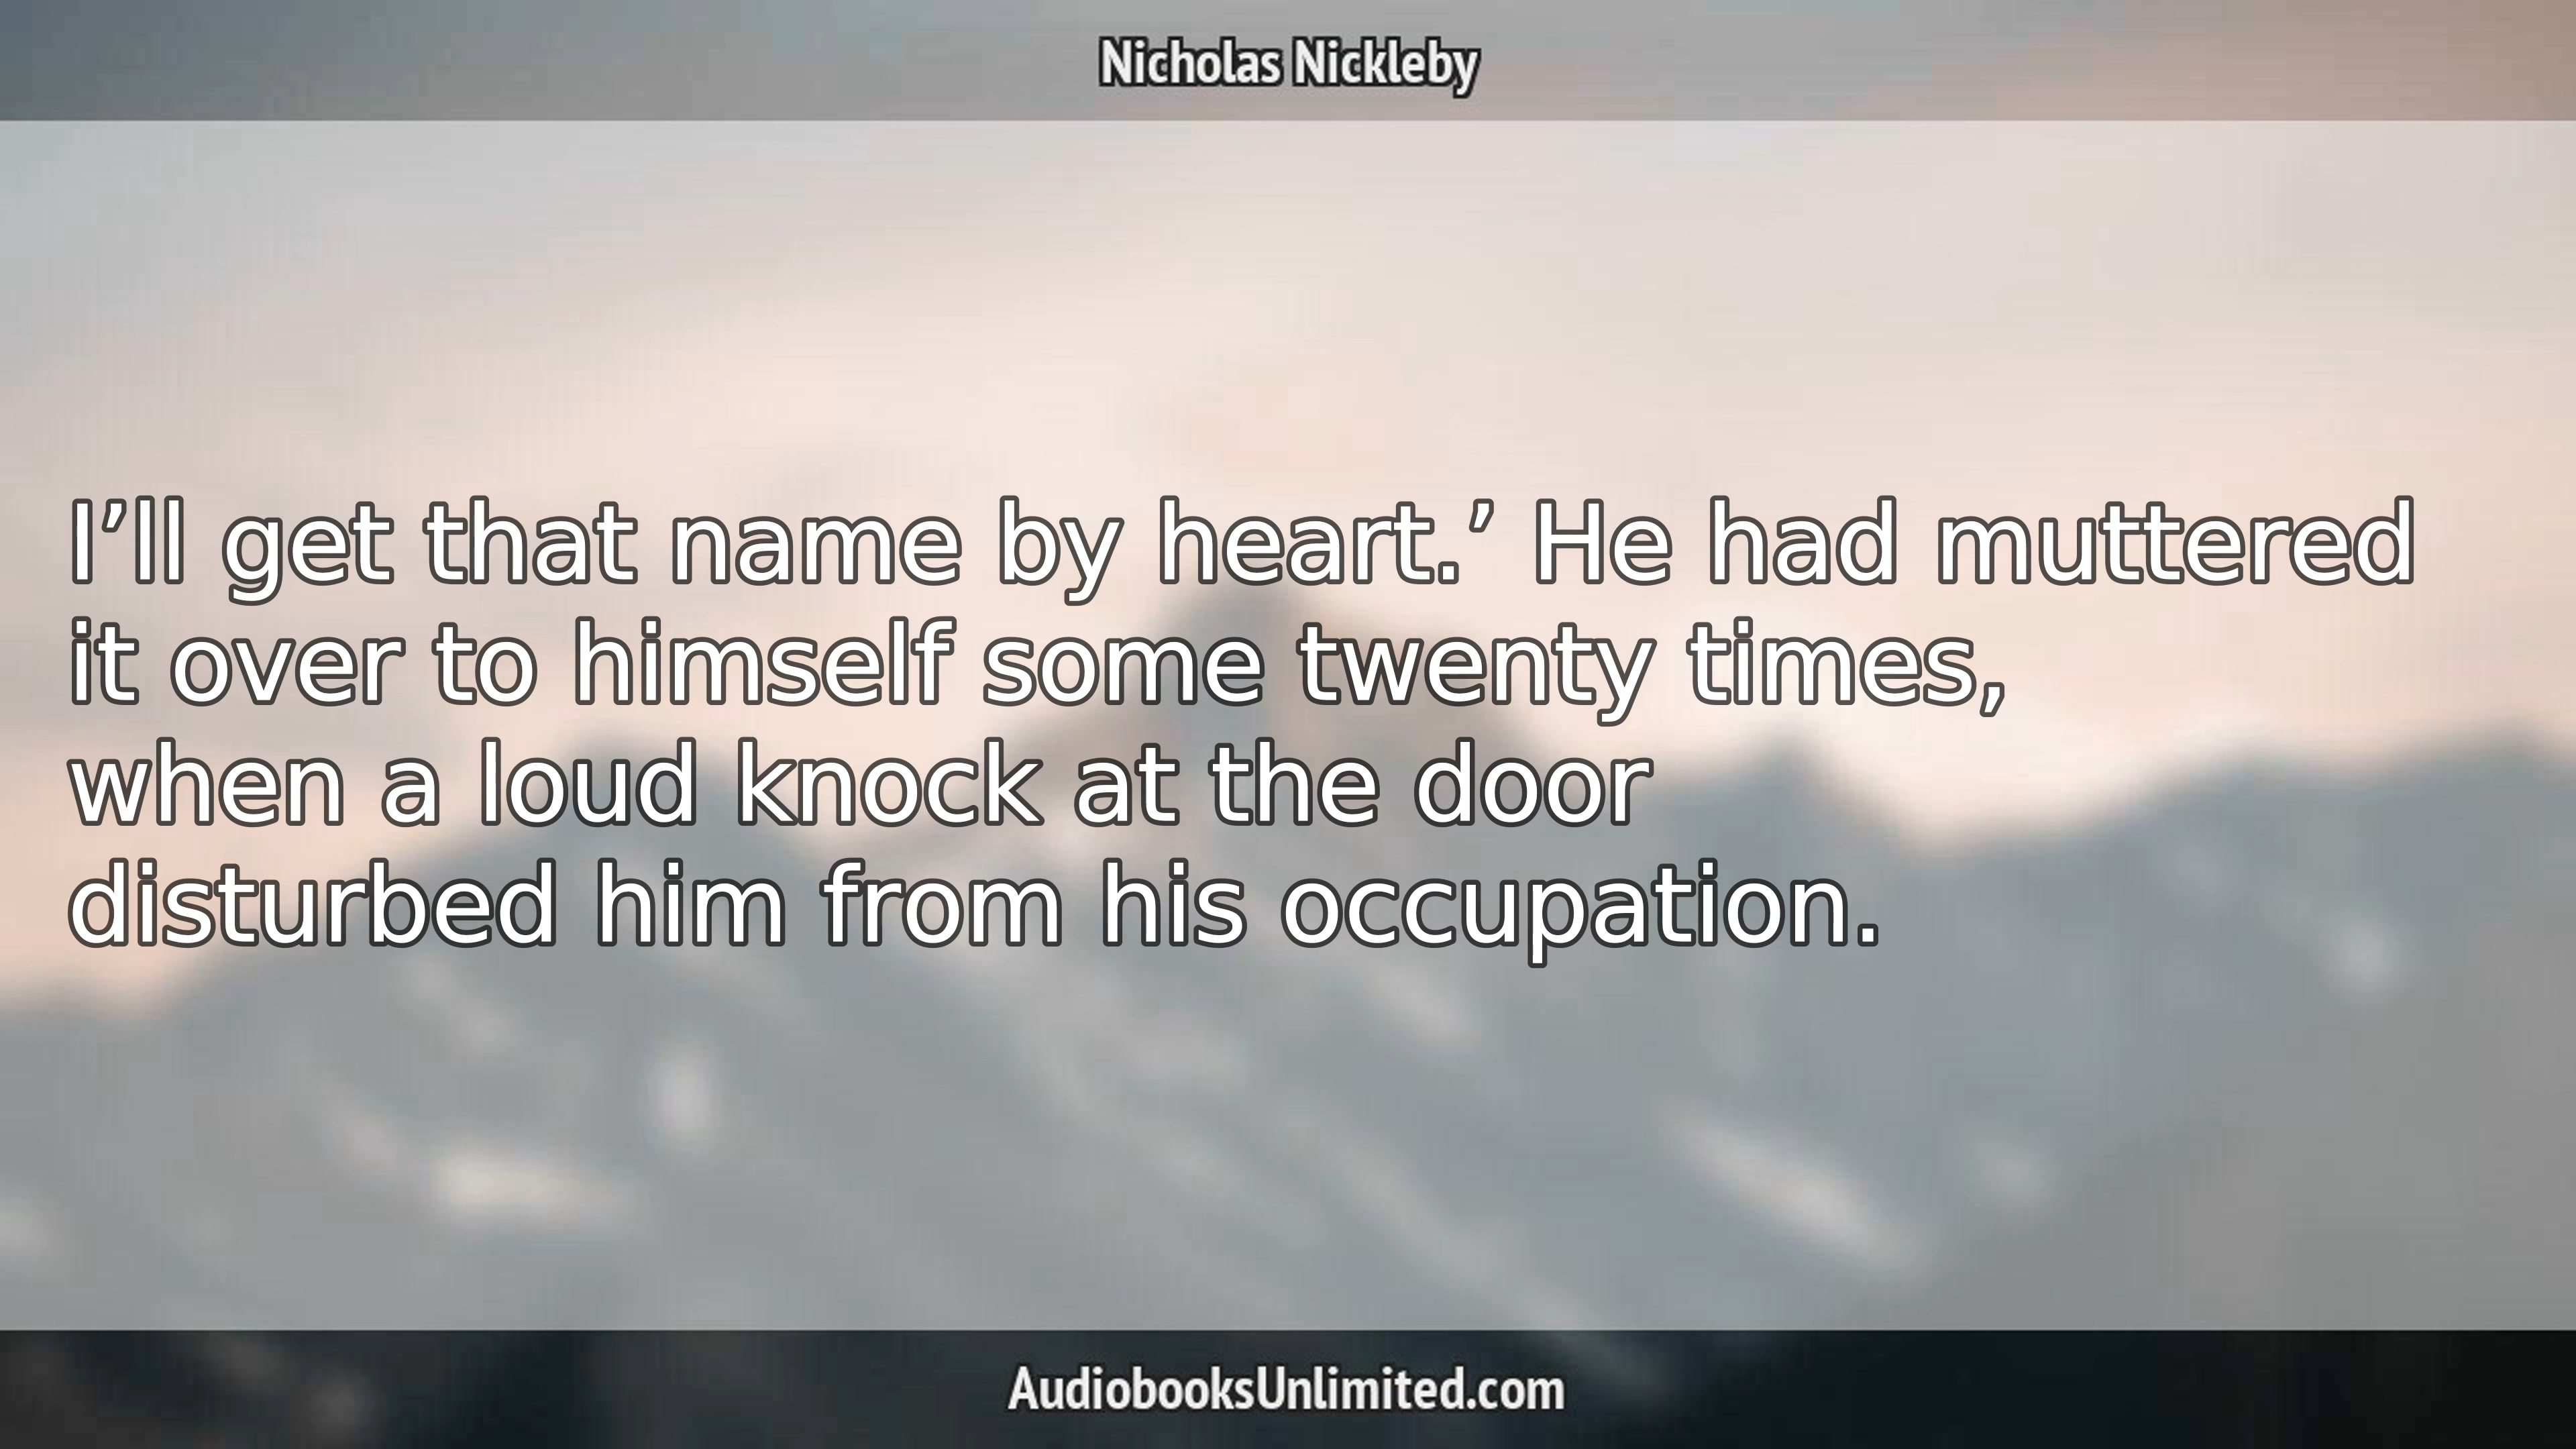 Nicholas Nickleby
I’ll get that name by heart.’ He had muttered
it over to himself some twenty times,
when a loud knock at the door
disturbed him from his occupation.
AudiobooksUnlimited.com